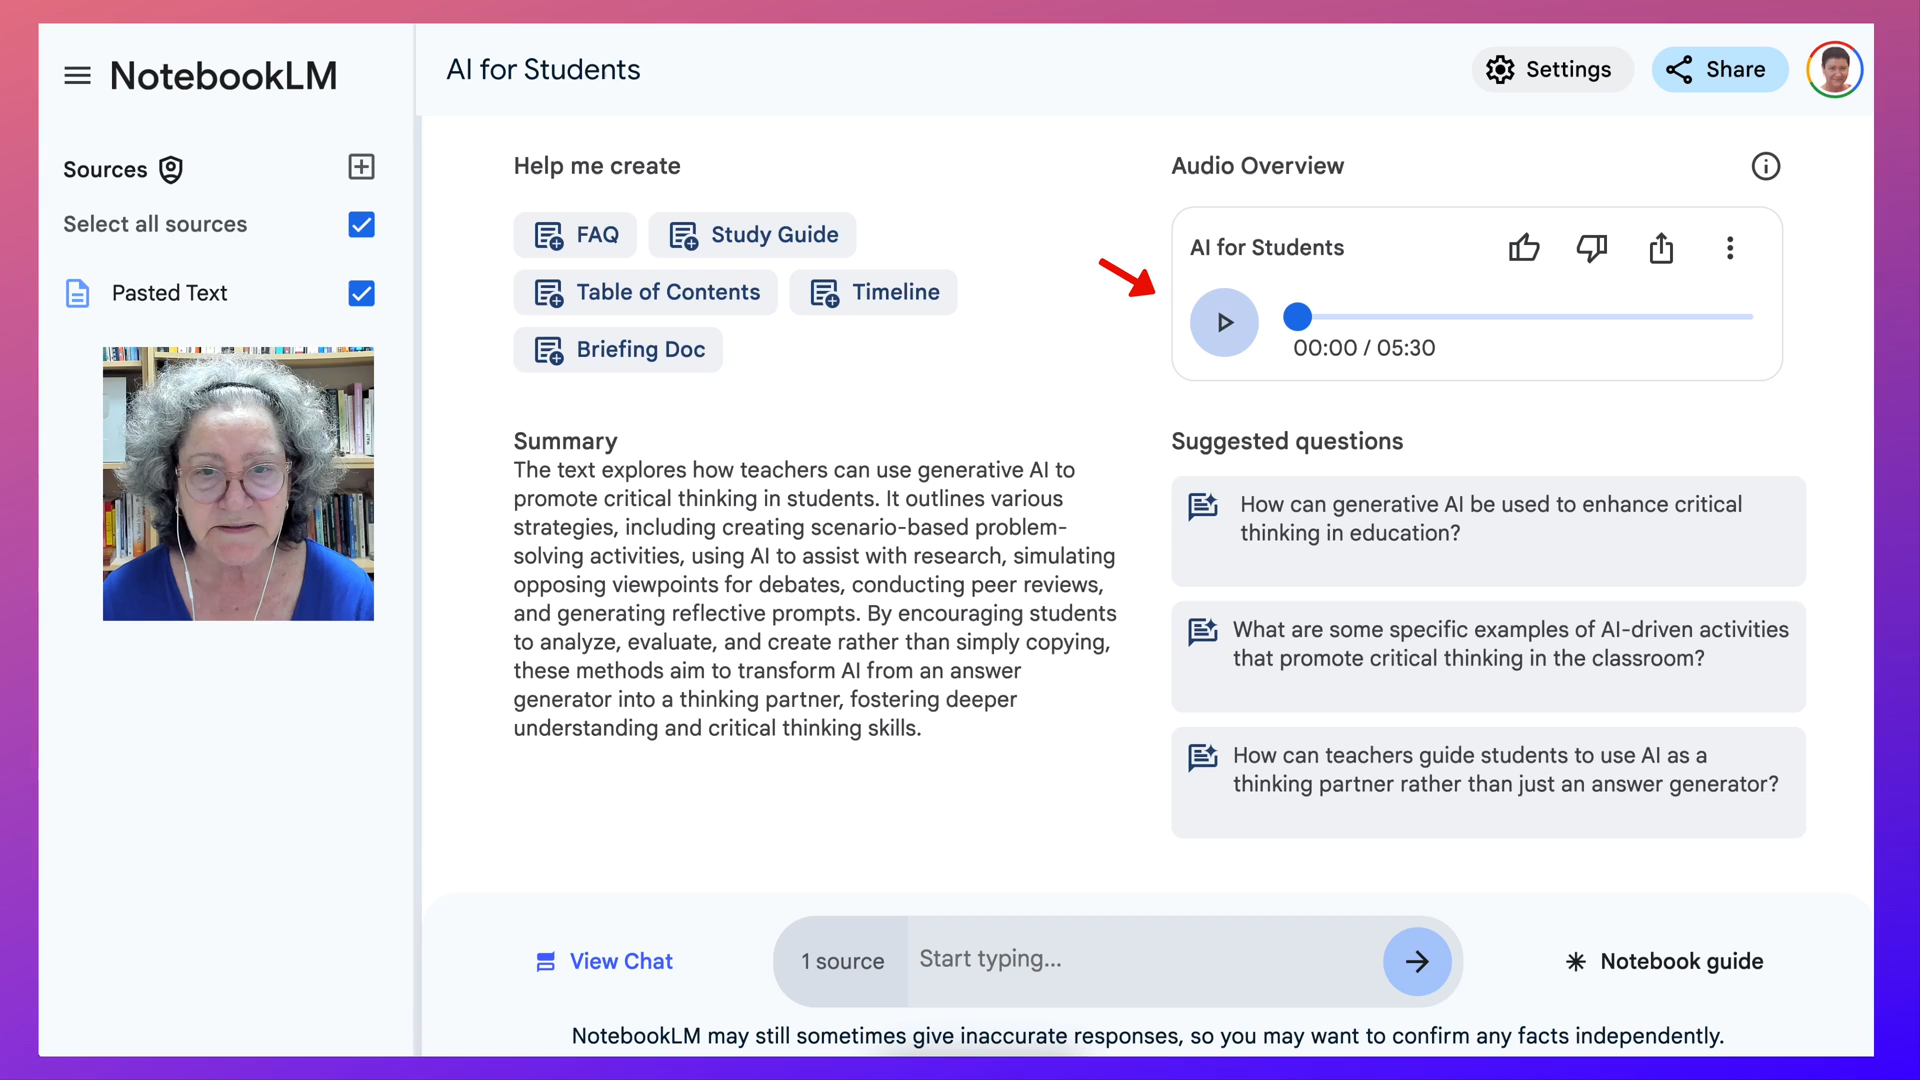 NotebookLM
AI for Students
Settings
Share
Sources
Select all sources
Pasted Text
Help me create
FAQ
Study Guide
Table of Contents
Timeline
Briefing Doc
Audio Overview
AI for Students
00:00 / 05:30
Summary
The text explores how teachers can use generative AI to
promote critical thinking in students. It outlines various
strategies, including creating scenario-based problem-
solving activities, using AI to assist with research, simulating
opposing viewpoints for debates, conducting peer reviews,
and generating reflective prompts. By encouraging students
to analyze, evaluate, and create rather than simply copying,
these methods aim to transform AI from an answer
generator into a thinking partner, fostering deeper
understanding and critical thinking skills.
Suggested questions
How can generative AI be used to enhance critical
thinking in education?
What are some specific examples of AI-driven activities
that promote critical thinking in the classroom?
How can teachers guide students to use AI as a
thinking partner rather than just an answer generator?
View Chat
1 source
Start typing...
Notebook guide
NotebookLM may still sometimes give inaccurate responses, so you may want to confirm any facts independently.